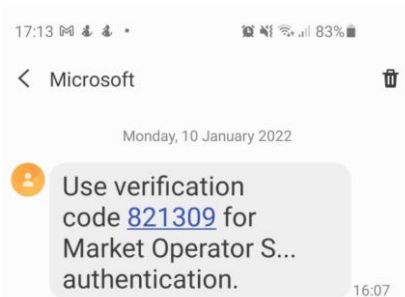 17:13
83%
Microsoft
Monday, 10 January 2022
Use verification
code 821309 for
Market Operator S...
authentication.
16:07